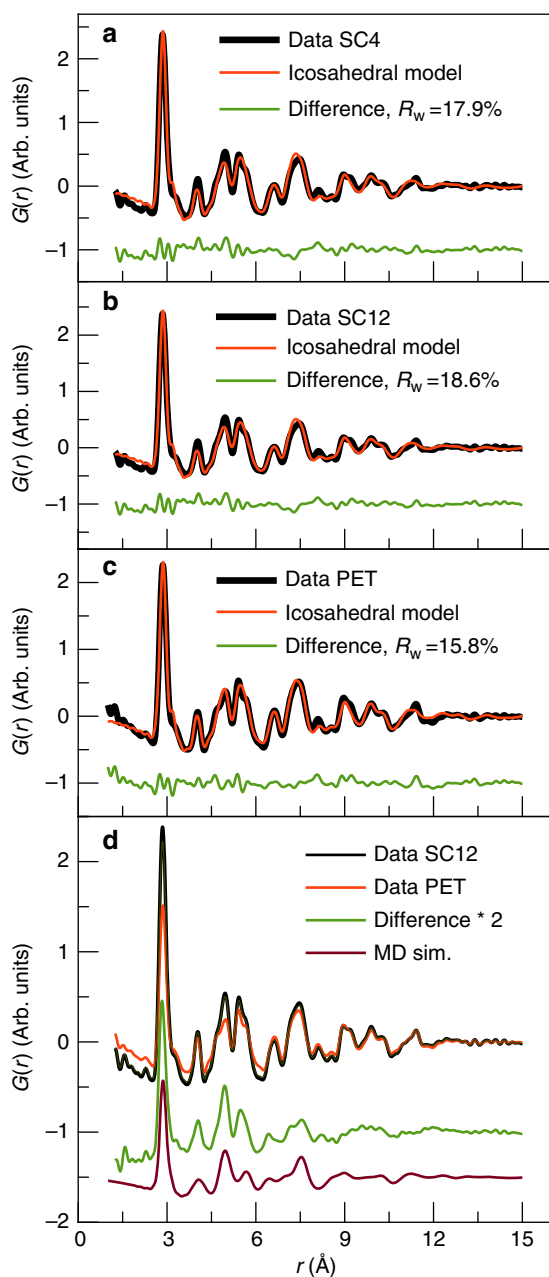 a
Data SC4
Icosahedral model
Difference, Rw =17.9%
2
1
0
−1
G(r) (Arb. units)
b
Data SC12
Icosahedral model
Difference, Rw =18.6%
2
1
0
−1
G(r) (Arb. units)
c
Data PET
Icosahedral model
Difference, Rw =15.8%
2
1
0
−1
G(r) (Arb. units)
d
Data SC12
Data PET
Difference * 2
MD sim.
2
1
0
−1
−2
G(r) (Arb. units)
0 3 6 9 12 15
r (Å)